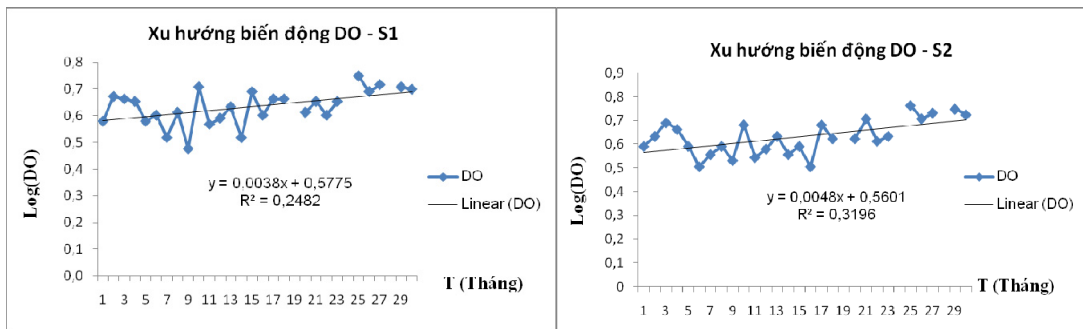 Xu hướng biến động DO - S1
0,8
0,7
0,6
0,5
0,4
0,3
0,2
0,1
0,0
Log(DO)
y = 0,0038x + 0,5775
R² = 0,2482
DO
Linear (DO)
T (Tháng)
1 3 5 7 9 11 13 15 17 19 21 23 25 27 29
Xu hướng biến động DO - S2
0,9
0,8
0,7
0,6
0,5
0,4
0,3
0,2
0,1
0
Log(DO)
y = 0,0048x + 0,5601
R² = 0,3196
DO
Linear (DO)
T (Tháng)
1 3 5 7 9 11 13 15 17 19 21 23 25 27 29